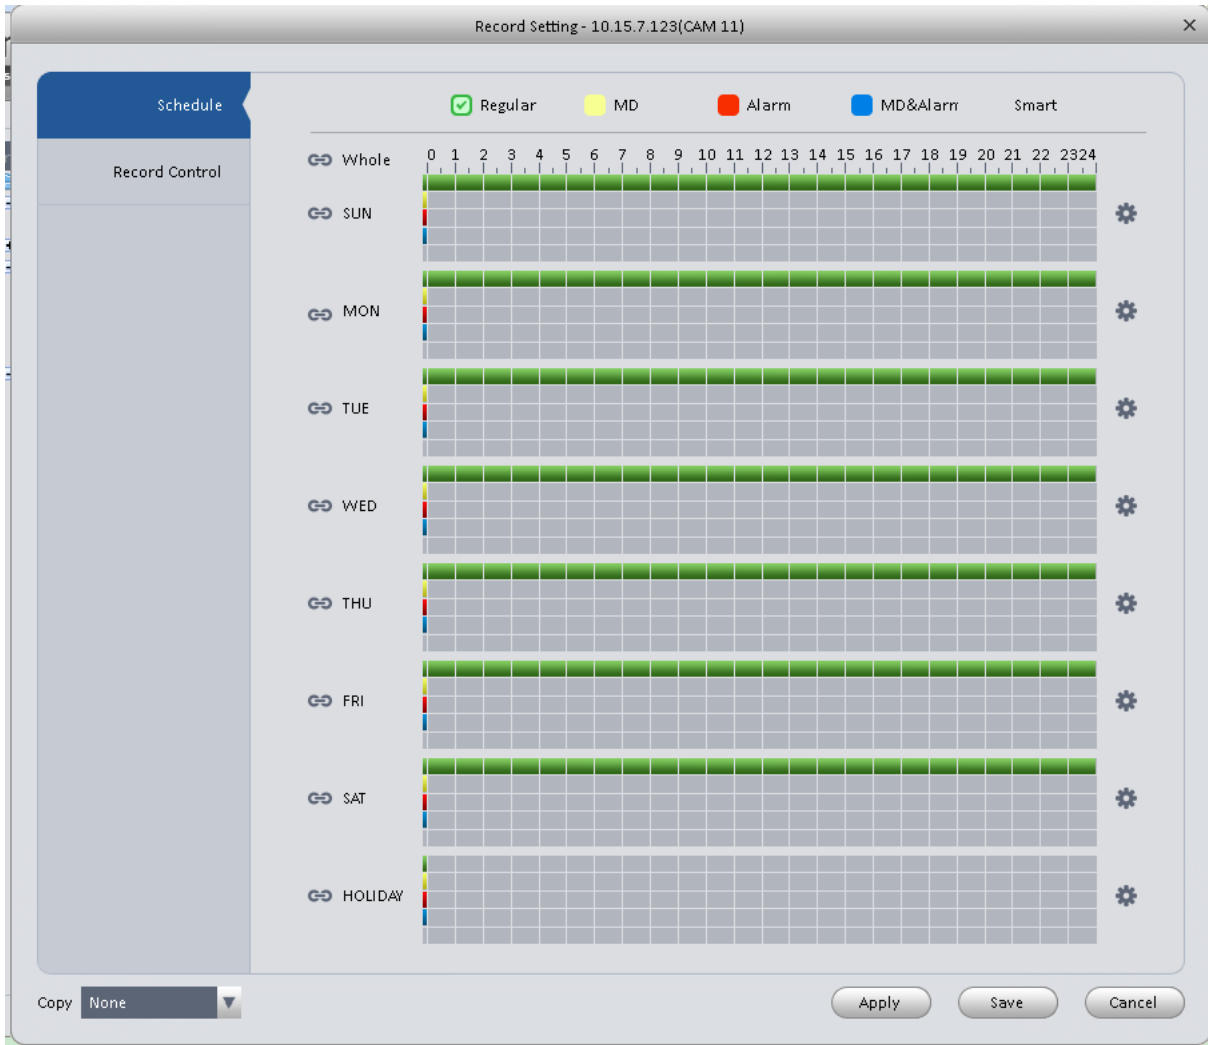 Record Setting - 10.15.7.123(CAM 11)
Schedule
Record Control
Regular MD Alarm MD&Alarm Smart
Whole 0 1 2 3 4 5 6 7 8 9 10 11 12 13 14 15 16 17 18 19 20 21 22 2324
SUN
MON
TUE
WED
THU
FRI
SAT
HOLIDAY
Copy None Apply Save Cancel